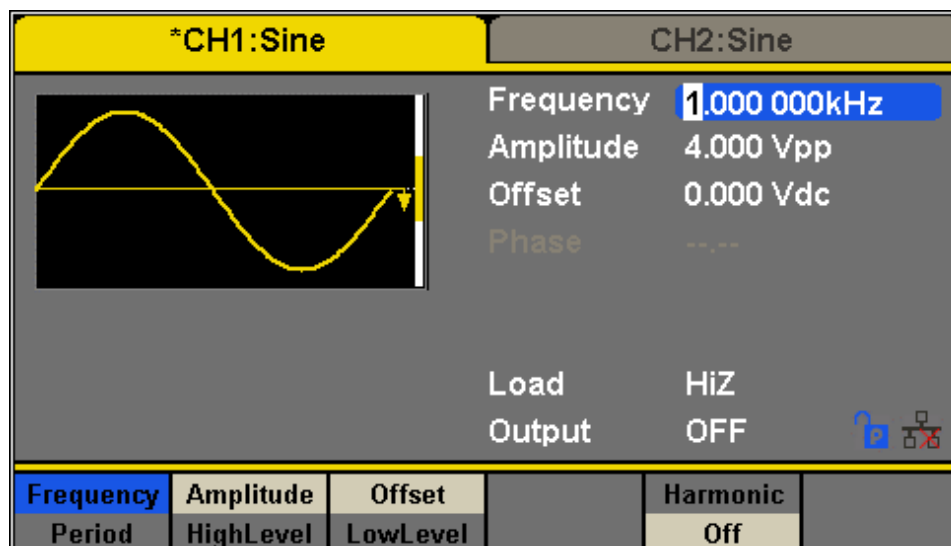 *CH1:Sine CH2:Sine
Frequency 1.000 000kHz
Amplitude 4.000 Vpp
Offset 0.000 Vdc
Phase --.--
Load HiZ
Output OFF
P
Frequency Amplitude Offset Harmonic
Period HighLevel LowLevel Off